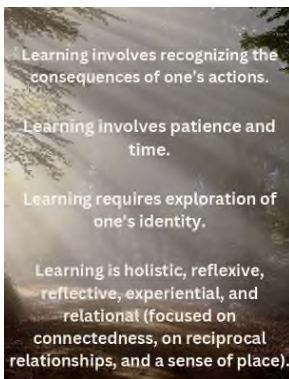 Learning involves recognizing the
consequences of one's actions.
Learning involves patience and
time.
Learning requires exploration of
one's identity.
Learning is holistic, reflexive,
reflective, experiential, and
relational (focused on
connectedness, on reciprocal
relationships, and a sense of place).